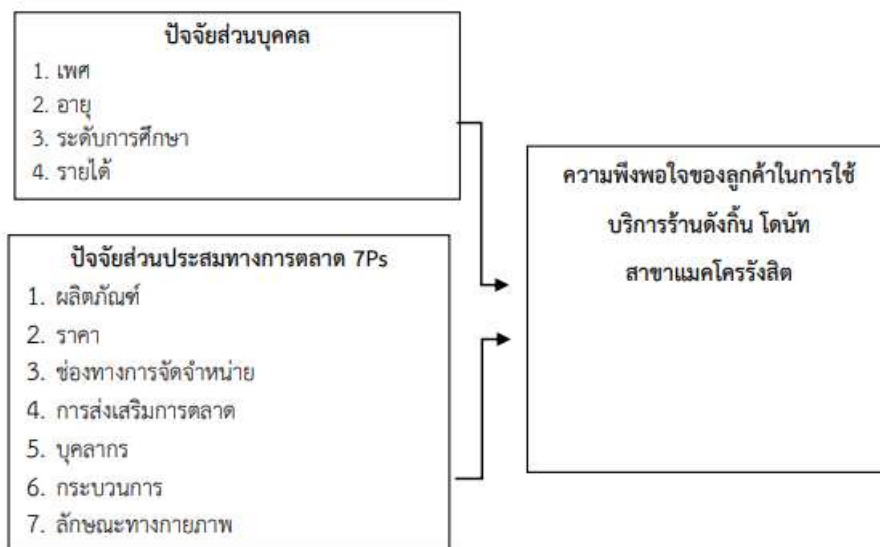 ปัจจัยส่วนบุคคล
1. เพศ
2. อายุ
3. ระดับการศึกษา
4. รายได้
ปัจจัยส่วนประสมทางการตลาด 7Ps
1. ผลิตภัณฑ์
2. ราคา
3. ช่องทางการจัดจำหน่าย
4. การส่งเสริมการตลาด
5. บุคลากร
6. กระบวนการ
7. ลักษณะทางกายภาพ
ความพึงพอใจของลูกค้าในการใช้
บริการร้านดังกิ้น โดนัท
สาขาแมคโครรังสิต